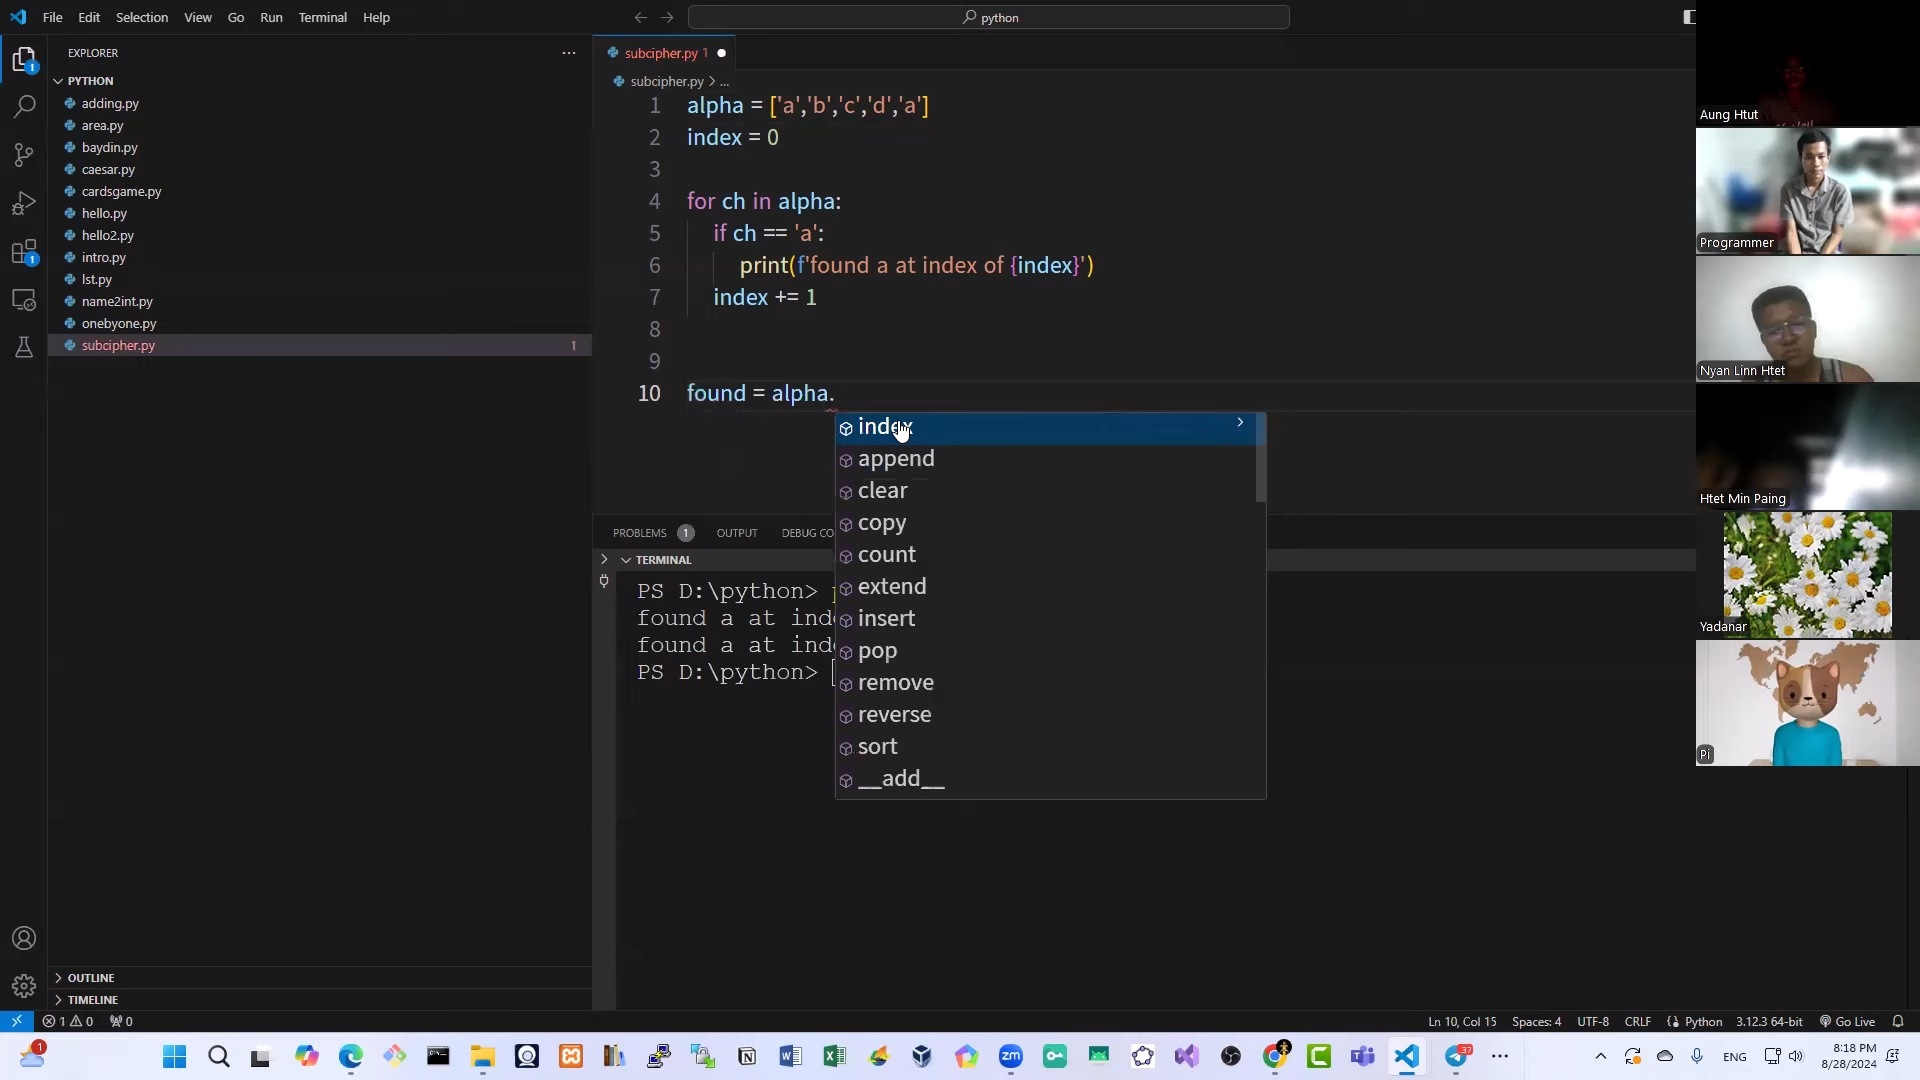 File Edit Selection View Go Run Terminal Help
python
EXPLORER
PYTHON
adding.py
area.py
baydin.py
caesar.py
cardsgame.py
hello.py
hello2.py
intro.py
lst.py
name2int.py
onebyone.py
subcipher.py 1
OUTLINE
TIMELINE
subcipher.py 1
subcipher.py > ...
1 alpha = ['a','b','c','d','a']
2 index = 0
3
4 for ch in alpha:
5 if ch == 'a':
6 print(f'found a at index of {index}')
7 index += 1
8
9
10 found = alpha.
index
append
clear
copy
count
extend
insert
pop
remove
reverse
sort
__add__
PROBLEMS 1 OUTPUT DEBUG CO
TERMINAL
PS D:\python>
found a at ind
found a at ind
PS D:\python>
Aung Htut
Programmer
Nyan Linn Htet
Htet Min Paing
Yadanar
Pi
1 0 0
Ln 10, Col 15 Spaces: 4 UTF-8 CRLF Python 3.12.3 64-bit Go Live
ENG
8:18 PM
8/28/2024